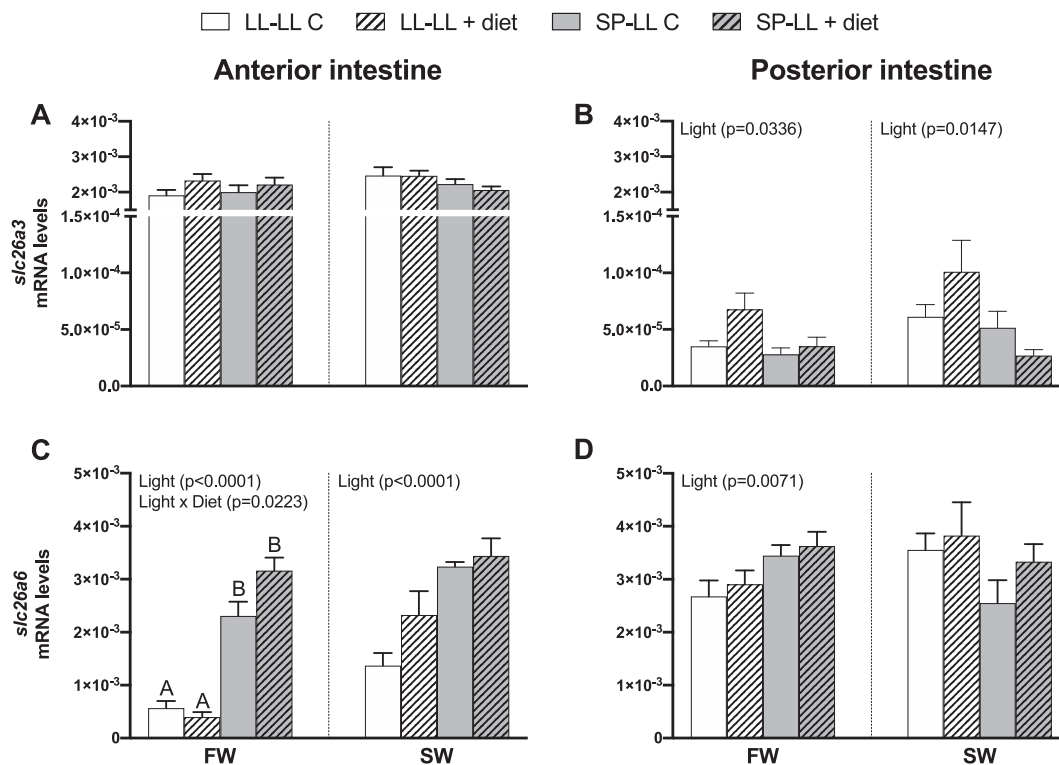 LL-LL C LL-LL + diet SP-LL C SP-LL + diet
Anterior intestine Posterior intestine
A
slc26a3
mRNA levels
4×10⁻³
3×10⁻³
2×10⁻³
1.5×10⁻⁴
1.0×10⁻⁴
5.0×10⁻⁵
0.0
B
4×10⁻³
3×10⁻³
2×10⁻³
1.5×10⁻⁴
1.0×10⁻⁴
5.0×10⁻⁵
0.0
Light (p=0.0336) Light (p=0.0147)
C
slc26a6
mRNA levels
5×10⁻³
4×10⁻³
3×10⁻³
2×10⁻³
1×10⁻³
0
Light (p<0.0001) Light (p<0.0001)
Light x Diet (p=0.0223)
A A B B
FW SW
D
5×10⁻³
4×10⁻³
3×10⁻³
2×10⁻³
1×10⁻³
0
Light (p=0.0071)
FW SW